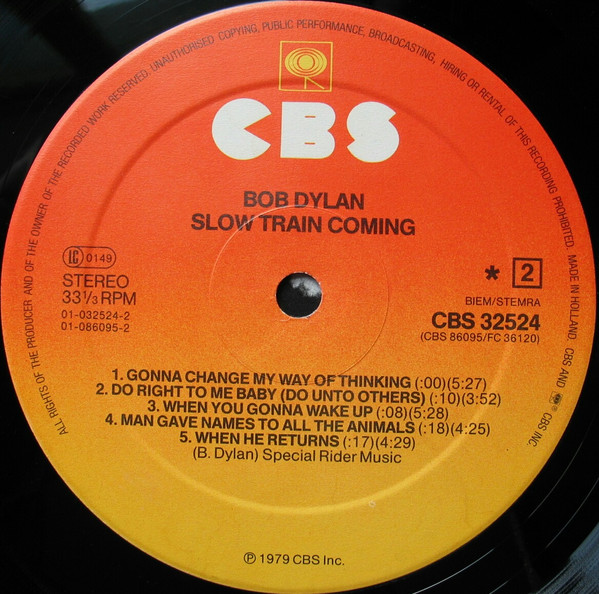 ALL RIGHTS OF THE PRODUCER AND OF THE OWNER OF THE RECORDED WORK RESERVED. UNAUTHORISED COPYING, PUBLIC PERFORMANCE, BROADCASTING, HIRING OR RENTAL OF THIS RECORDING PROHIBITED. MADE IN HOLLAND. CBS AND ® CBS INC.
CBS
BOB DYLAN
SLOW TRAIN COMING
LC 0149
STEREO
33 1/3 RPM
01-032524-2
01-086095-2
* 2
BIEM/STEMRA
CBS 32524
(CBS 86095/FC 36120)
1. GONNA CHANGE MY WAY OF THINKING (:00)(5:27)
2. DO RIGHT TO ME BABY (DO UNTO OTHERS) (:10)(3:52)
3. WHEN YOU GONNA WAKE UP (:08)(5:28)
4. MAN GAVE NAMES TO ALL THE ANIMALS (:18)(4:25)
5. WHEN HE RETURNS (:17)(4:29)
(B. Dylan) Special Rider Music
℗ 1979 CBS Inc.